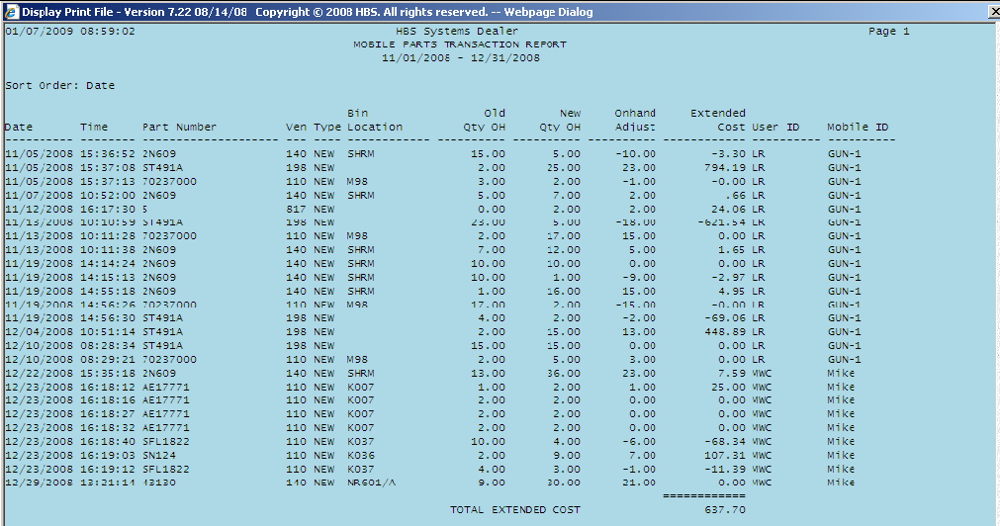 Display Print File - Version 7.22 08/14/08 Copyright © 2008 HBS. All rights reserved. -- Webpage Dialog
01/07/2009 08:59:02 HBS Systems Dealer Page 1
MOBILE PARTS TRANSACTION REPORT
11/01/2008 - 12/31/2008
Sort Order: Date
Bin Old New Onhand Extended
Date Time Part Number Ven Type Location Qty OH Qty OH Adjust Cost User ID Mobile ID
11/05/2008 15:36:52 2N609 140 NEW SHRM 15.00 5.00 -10.00 -3.30 LR GUN-1
11/05/2008 15:37:08 ST491A 198 NEW 2.00 25.00 23.00 794.19 LR GUN-1
11/05/2008 15:37:13 70237000 110 NEW M98 3.00 2.00 -1.00 -0.00 LR GUN-1
11/07/2008 10:52:00 2N609 140 NEW SHRM 5.00 7.00 2.00 .66 LR GUN-1
11/12/2008 16:17:30 5 817 NEW 0.00 2.00 2.00 24.06 LR GUN-1
11/13/2008 10:10:59 ST491A 198 NEW 23.00 5.00 -18.00 -621.54 LR GUN-1
11/13/2008 10:11:28 70237000 110 NEW M98 2.00 17.00 15.00 0.00 LR GUN-1
11/13/2008 10:11:38 2N609 140 NEW SHRM 7.00 12.00 5.00 1.65 LR GUN-1
11/19/2008 14:14:24 2N609 140 NEW SHRM 10.00 10.00 0.00 0.00 LR GUN-1
11/19/2008 14:15:13 2N609 140 NEW SHRM 10.00 1.00 -9.00 -2.97 LR GUN-1
11/19/2008 14:55:18 2N609 140 NEW SHRM 1.00 16.00 15.00 4.95 LR GUN-1
11/19/2008 14:56:26 70237000 110 NEW M98 17.00 2.00 -15.00 -0.00 LR GUN-1
11/19/2008 14:56:30 ST491A 198 NEW 4.00 2.00 -2.00 -69.06 LR GUN-1
12/04/2008 10:51:14 ST491A 198 NEW 2.00 15.00 13.00 448.89 LR GUN-1
12/10/2008 08:28:34 ST491A 198 NEW 15.00 15.00 0.00 0.00 LR GUN-1
12/10/2008 08:29:21 70237000 110 NEW M98 2.00 5.00 3.00 0.00 LR GUN-1
12/22/2008 15:35:18 2N609 140 NEW SHRM 13.00 36.00 23.00 7.59 MWC Mike
12/23/2008 16:18:12 AE17771 110 NEW K007 1.00 2.00 1.00 25.00 MWC Mike
12/23/2008 16:18:16 AE17771 110 NEW K007 2.00 2.00 0.00 0.00 MWC Mike
12/23/2008 16:18:27 AE17771 110 NEW K007 2.00 2.00 0.00 0.00 MWC Mike
12/23/2008 16:18:32 AE17771 110 NEW K007 2.00 2.00 0.00 0.00 MWC Mike
12/23/2008 16:18:40 SFL1822 110 NEW K037 10.00 4.00 -6.00 -68.34 MWC Mike
12/23/2008 16:19:03 SN124 110 NEW K036 2.00 9.00 7.00 107.31 MWC Mike
12/23/2008 16:19:12 SFL1822 110 NEW K037 4.00 3.00 -1.00 -11.39 MWC Mike
12/29/2008 13:21:14 43130 140 NEW NR601/A 9.00 30.00 21.00 0.00 MWC Mike
TOTAL EXTENDED COST 637.70